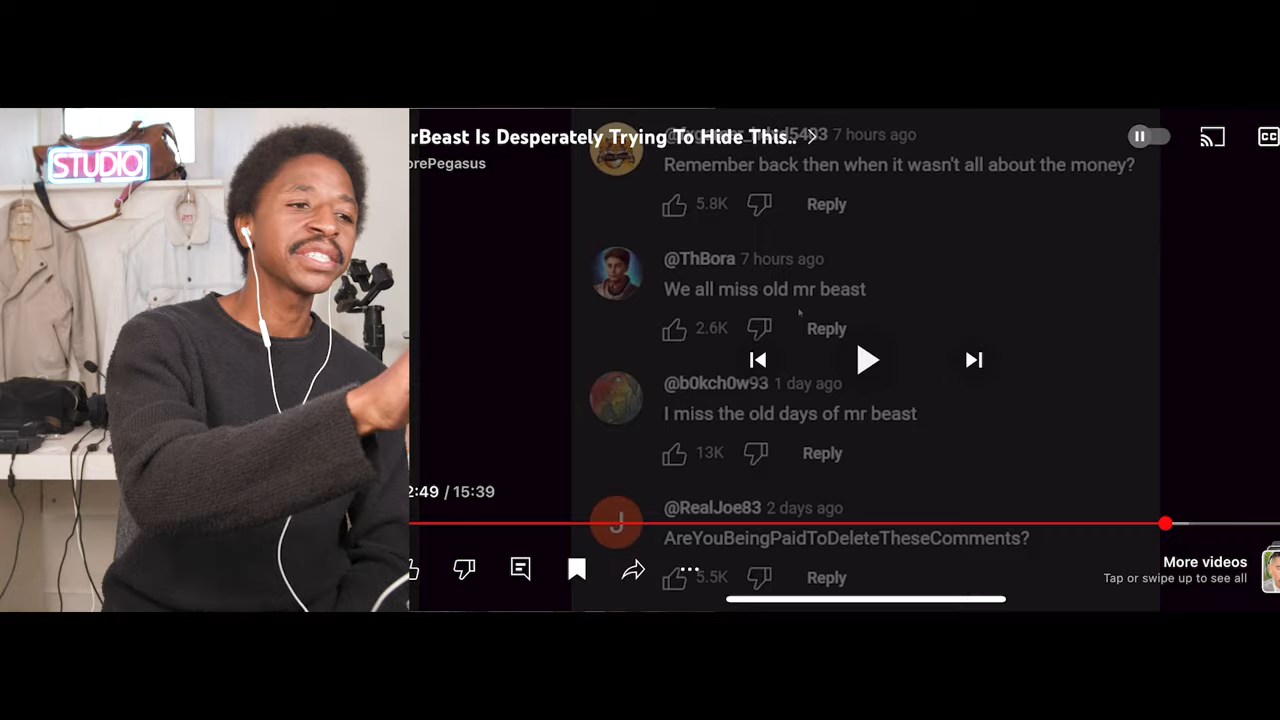 STUDIO
rBeast Is Desperately Trying To Hide This..
orePegasus
7 hours ago
Remember back then when it wasn't all about the money?
5.8K
Reply
@ThBora 7 hours ago
We all miss old mr beast
2.6K
Reply
@b0kch0w93 1 day ago
I miss the old days of mr beast
13K
Reply
2:49 / 15:39
@RealJoe83 2 days ago
J
AreYouBeingPaidToDeleteTheseComments?
5.5K
Reply
More videos
Tap or swipe up to see all
CC